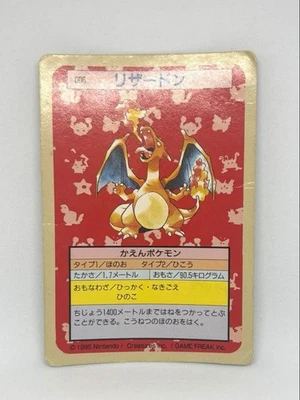 006
リザードン
かえんポケモン
タイプ1/ほのお タイプ2/ひこう
たかさ/1.7メートル おもさ/90.5キログラム
おもなわざ/ひっかく・なきごえ
ひのこ
ちじょう1400メートルまではねをつかってとぶことができる。こうねつのほのおをはく。
© 1995 Nintendo / Creatures inc. / GAME FREAK inc.